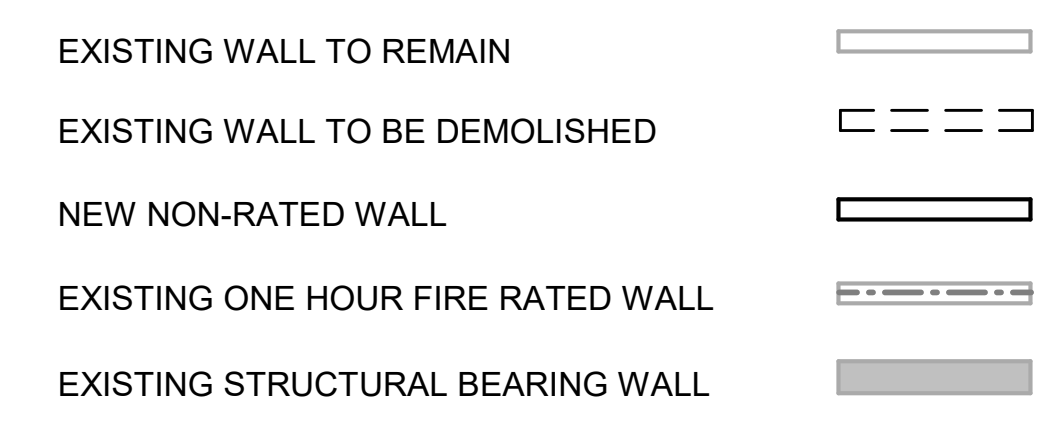 EXISTING WALL TO REMAIN
EXISTING WALL TO BE DEMOLISHED
NEW NON-RATED WALL
EXISTING ONE HOUR FIRE RATED WALL
EXISTING STRUCTURAL BEARING WALL